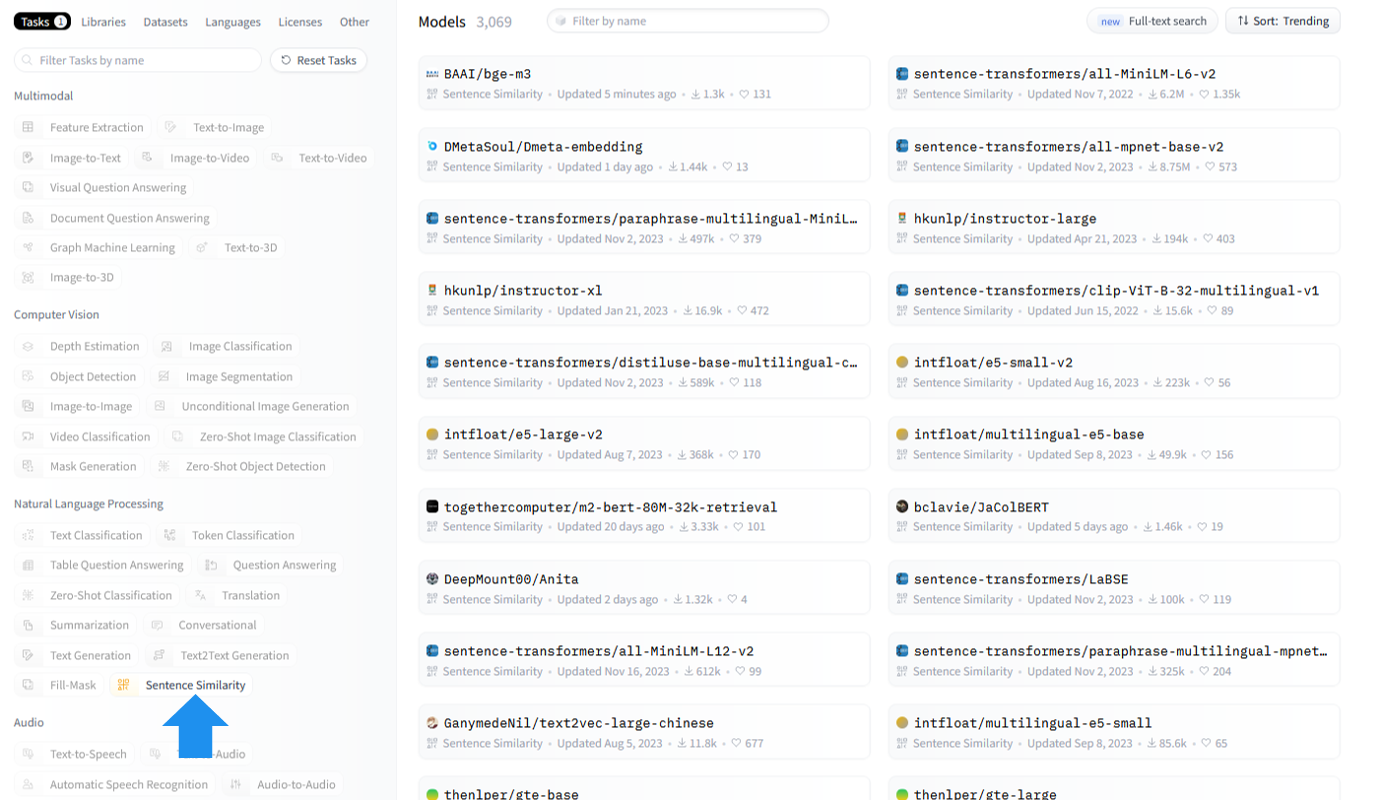 Tasks 1 Libraries Datasets Languages Licenses Other
Filter Tasks by name Reset Tasks
Multimodal
Feature Extraction Text-to-Image
Image-to-Text Image-to-Video Text-to-Video
Visual Question Answering
Document Question Answering
Graph Machine Learning Text-to-3D
Image-to-3D
Computer Vision
Depth Estimation Image Classification
Object Detection Image Segmentation
Image-to-Image Unconditional Image Generation
Video Classification Zero-Shot Image Classification
Mask Generation Zero-Shot Object Detection
Natural Language Processing
Text Classification Token Classification
Table Question Answering Question Answering
Zero-Shot Classification Translation
Summarization Conversational
Text Generation Text2Text Generation
Fill-Mask Sentence Similarity
Audio
Text-to-Speech -Audio
Automatic Speech Recognition Audio-to-Audio
Models 3,069 Filter by name new Full-text search Sort: Trending
BAAI/bge-m3
Sentence Similarity • Updated 5 minutes ago • 1.3k • 131
sentence-transformers/all-MiniLM-L6-v2
Sentence Similarity • Updated Nov 7, 2022 • 6.2M • 1.35k
DMetaSoul/Dmeta-embedding
Sentence Similarity • Updated 1 day ago • 1.44k • 13
sentence-transformers/all-mpnet-base-v2
Sentence Similarity • Updated Nov 2, 2023 • 8.75M • 573
sentence-transformers/paraphrase-multilingual-MiniL…
Sentence Similarity • Updated Nov 2, 2023 • 497k • 379
hkunlp/instructor-large
Sentence Similarity • Updated Apr 21, 2023 • 194k • 403
hkunlp/instructor-xl
Sentence Similarity • Updated Jan 21, 2023 • 16.9k • 472
sentence-transformers/clip-ViT-B-32-multilingual-v1
Sentence Similarity • Updated Jun 15, 2022 • 15.6k • 89
sentence-transformers/distiluse-base-multilingual-c…
Sentence Similarity • Updated Nov 2, 2023 • 589k • 118
intfloat/e5-small-v2
Sentence Similarity • Updated Aug 16, 2023 • 223k • 56
intfloat/e5-large-v2
Sentence Similarity • Updated Aug 7, 2023 • 368k • 170
intfloat/multilingual-e5-base
Sentence Similarity • Updated Sep 8, 2023 • 49.9k • 156
togethercomputer/m2-bert-80M-32k-retrieval
Sentence Similarity • Updated 20 days ago • 3.33k • 101
bclavie/JaColBERT
Sentence Similarity • Updated 5 days ago • 1.46k • 19
DeepMount00/Anita
Sentence Similarity • Updated 2 days ago • 1.32k • 4
sentence-transformers/LaBSE
Sentence Similarity • Updated Nov 2, 2023 • 100k • 119
sentence-transformers/all-MiniLM-L12-v2
Sentence Similarity • Updated Nov 16, 2023 • 612k • 99
sentence-transformers/paraphrase-multilingual-mpnet…
Sentence Similarity • Updated Nov 2, 2023 • 325k • 204
GanymedeNil/text2vec-large-chinese
Sentence Similarity • Updated Aug 5, 2023 • 11.8k • 677
intfloat/multilingual-e5-small
Sentence Similarity • Updated Sep 8, 2023 • 85.6k • 65
thenlper/gte-base
thenlper/gte-large